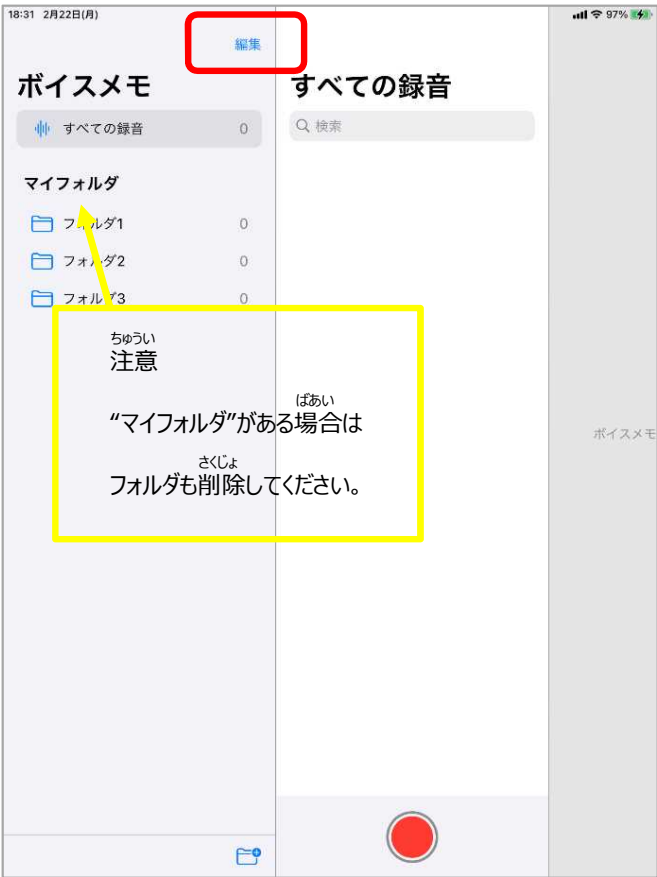 18:31 2月22日(月)
97%
編集
ボイスメモ
すべての録音 0
マイフォルダ
フォルダ1 0
フォルダ2 0
フォルダ3 0
すべての録音
検索
ちゅうい
注意
ばあい
“マイフォルダ”がある場合は
さくじょ
フォルダも削除してください。
ボイスメモ